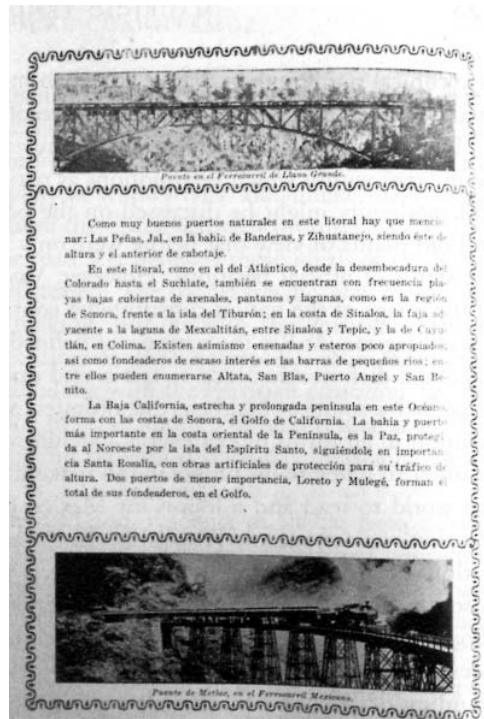 Puente en el Ferrocarril de Llano Grande.
Como muy buenos puertos naturales en este litoral hay que mencio-
nar: Las Peñas, Jal., en la bahía de Banderas, y Zihuatanejo, siendo éste de
altura y el anterior de cabotaje.
En este litoral, como en el del Atlántico, desde la desembocadura del
Colorado hasta el Suchiate, también se encuentran con frecuencia pla-
yas bajas cubiertas de arenales, pantanos y lagunas, como en la región
de Sonora, frente a la isla del Tiburón; en la costa de Sinaloa, la faja ad-
yacente a la laguna de Mexcaltitán, entre Sinaloa y Tepic, y la de Cuyu-
tlán, en Colima. Existen asimismo ensenadas y esteros poco apropiados,
así como fondeaderos de escaso interés en las barras de pequeños ríos; en-
tre ellos pueden enumerarse Altata, San Blas, Puerto Angel y San Be-
nito.
La Baja California, estrecha y prolongada península en este Océano,
forma con las costas de Sonora, el Golfo de California. La bahía y puerto
más importante en la costa oriental de la Península, es la Paz, protegi-
da al Noroeste por la isla del Espíritu Santo, siguiéndole en importan-
cia Santa Rosalía, con obras artificiales de protección para su tráfico de
altura. Dos puertos de menor importancia, Loreto y Mulegé, forman el
total de sus fondeaderos, en el Golfo.
Puente de Metlac, en el Ferrocarril Mexicano.